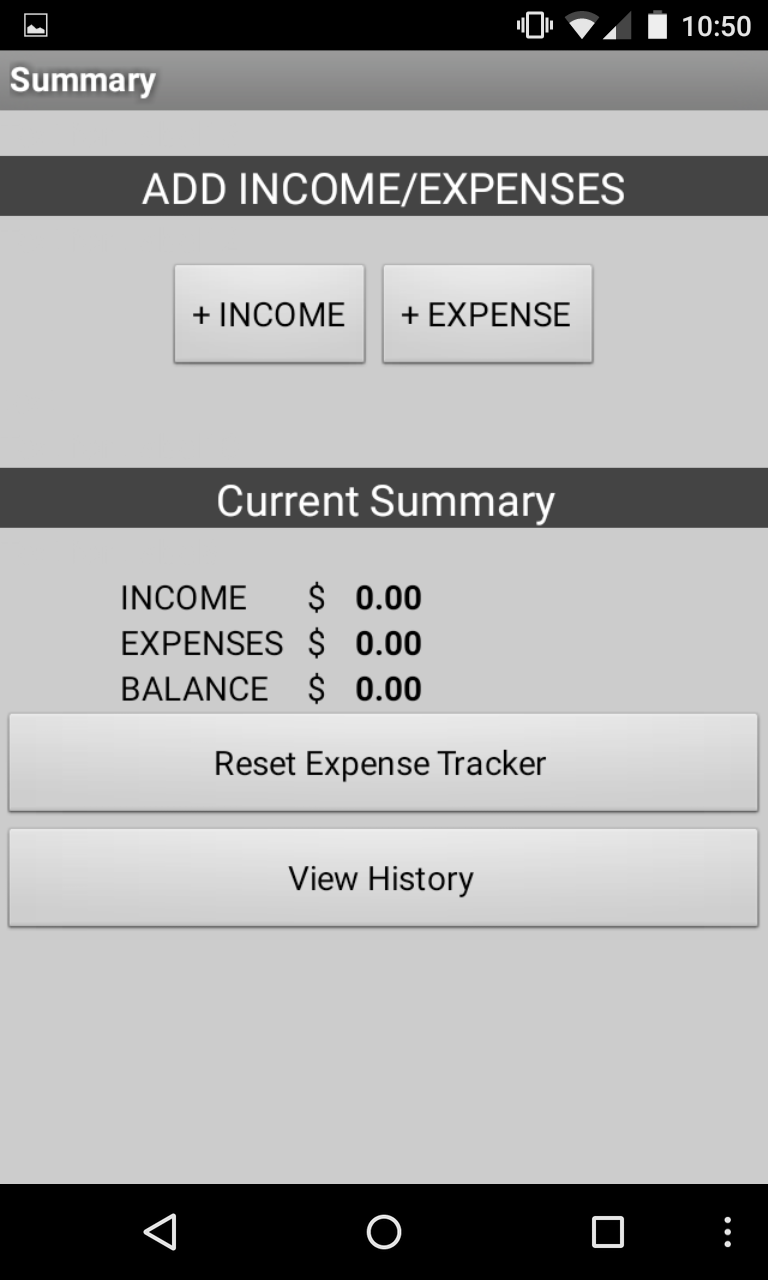 10:50
Summary
ADD INCOME/EXPENSES
+ INCOME + EXPENSE
Current Summary
INCOME $ 0.00
EXPENSES $ 0.00
BALANCE $ 0.00
Reset Expense Tracker
View History